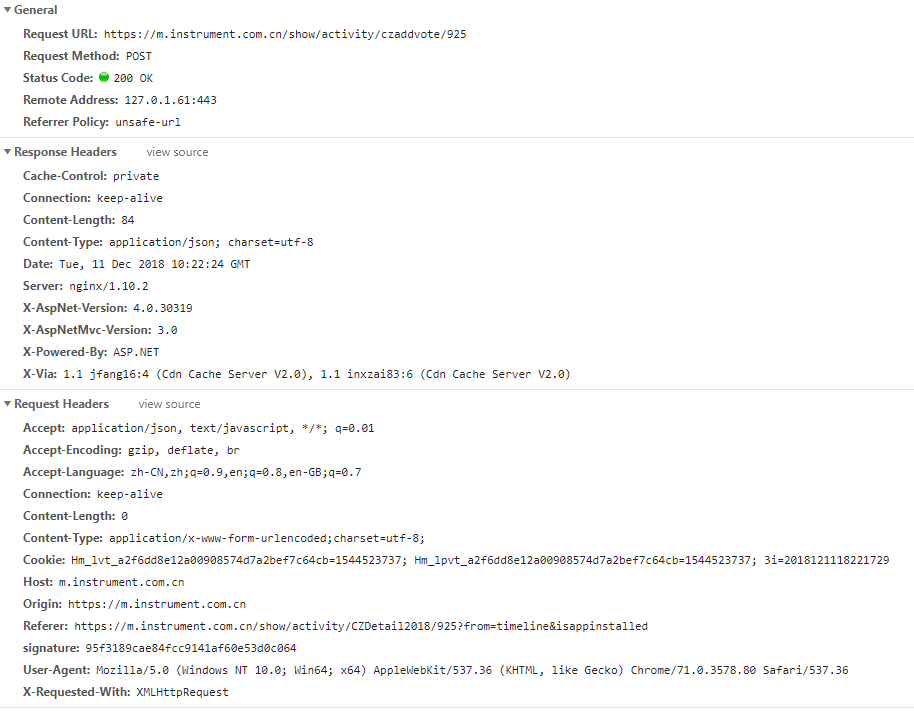 General
Request URL: https://m.instrument.com.cn/show/activity/czaddvote/925
Request Method: POST
Status Code: 200 OK
Remote Address: 127.0.1.61:443
Referrer Policy: unsafe-url
Response Headers view source
Cache-Control: private
Connection: keep-alive
Content-Length: 84
Content-Type: application/json; charset=utf-8
Date: Tue, 11 Dec 2018 10:22:24 GMT
Server: nginx/1.10.2
X-AspNet-Version: 4.0.30319
X-AspNetMvc-Version: 3.0
X-Powered-By: ASP.NET
X-Via: 1.1 jfang16:4 (Cdn Cache Server V2.0), 1.1 inxzai83:6 (Cdn Cache Server V2.0)
Request Headers view source
Accept: application/json, text/javascript, */*; q=0.01
Accept-Encoding: gzip, deflate, br
Accept-Language: zh-CN,zh;q=0.9,en;q=0.8,en-GB;q=0.7
Connection: keep-alive
Content-Length: 0
Content-Type: application/x-www-form-urlencoded;charset=utf-8;
Cookie: Hm_lvt_a2f6dd8e12a00908574d7a2bef7c64cb=1544523737; Hm_lpvt_a2f6dd8e12a00908574d7a2bef7c64cb=1544523737; 3i=2018121118221729
Host: m.instrument.com.cn
Origin: https://m.instrument.com.cn
Referer: https://m.instrument.com.cn/show/activity/CZDetail2018/925?from=timeline&isappinstalled
signature: 95f3189cae84fcc9141af60e53d0c064
User-Agent: Mozilla/5.0 (Windows NT 10.0; Win64; x64) AppleWebKit/537.36 (KHTML, like Gecko) Chrome/71.0.3578.80 Safari/537.36
X-Requested-With: XMLHttpRequest